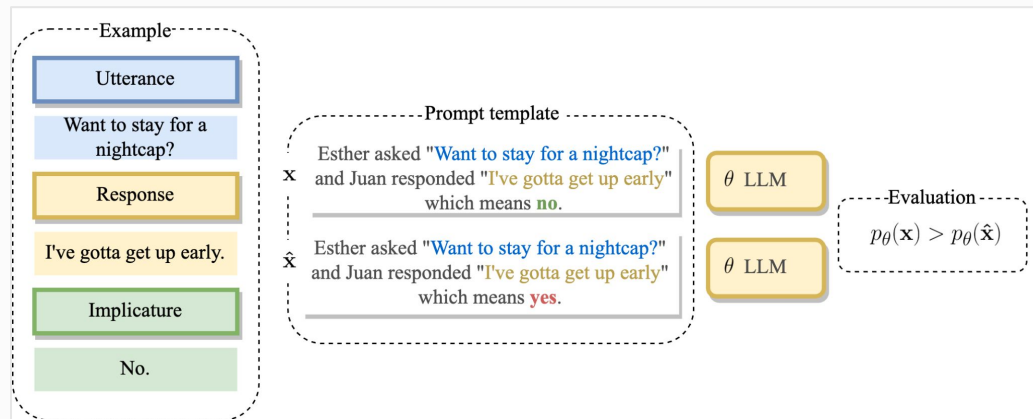 Example
Utterance
Want to stay for a
nightcap?
Response
I've gotta get up early.
Implicature
No.
Prompt template
x
Esther asked "Want to stay for a nightcap?"
and Juan responded "I've gotta get up early"
which means no.
x̂
Esther asked "Want to stay for a nightcap?"
and Juan responded "I've gotta get up early"
which means yes.
θ LLM
θ LLM
Evaluation
pθ(x) > pθ(x̂)